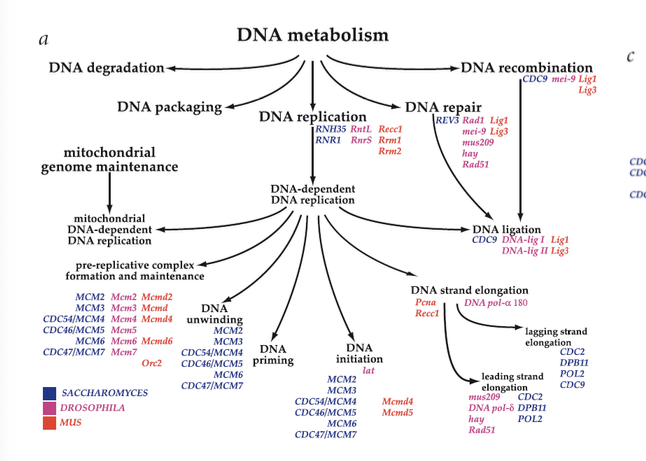 a
DNA metabolism
c
DNA degradation
DNA recombination
CDC9 mei-9 Lig1
Lig3
DNA packaging
DNA repair
REV3 Rad1 Lig1
mei-9 Lig3
mus209
hay
Rad51
DNA replication
RNH35 RntL Recc1
RNR1 RnrS Rrm1
Rrm2
mitochondrial
genome maintenance
CDC
CDC
CDC
DNA-dependent
DNA replication
mitochondrial
DNA-dependent
DNA replication
DNA ligation
CDC9 DNA-lig I Lig1
DNA-lig II Lig3
pre-replicative complex
formation and maintenance
MCM2 Mcm2 Mcmd2
MCM3 Mcm3 Mcmd
CDC54/MCM4 Mcm4 Mcmd4
CDC46/MCM5 Mcm5
MCM6 Mcm6 Mcmd6
CDC47/MCM7 Mcm7
Orc2
DNA
unwinding
MCM2
MCM3
CDC54/MCM4
CDC46/MCM5
MCM6
CDC47/MCM7
DNA
priming
DNA
initiation
lat
MCM2
MCM3
CDC54/MCM4 Mcmd4
CDC46/MCM5 Mcmd5
MCM6
CDC47/MCM7
DNA strand elongation
Pcna DNA pol-α 180
Recc1
lagging strand
elongation
CDC2
DPB11
POL2
CDC9
leading strand
elongation
mus209 CDC2
DNA pol-δ DPB11
hay POL2
Rad51
SACCHAROMYCES
DROSOPHILA
MUS